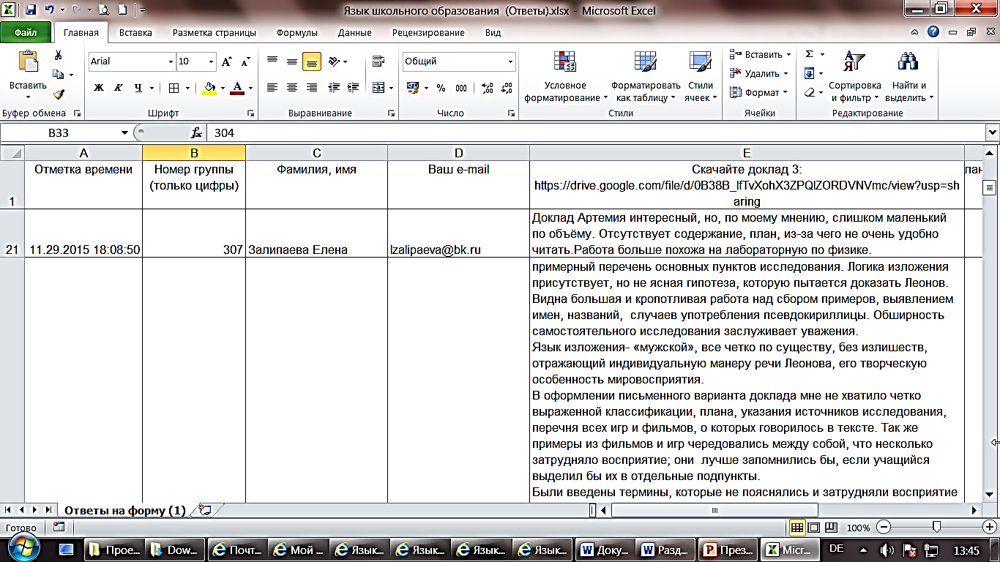 Язык школьного образования (Ответы).xlsx - Microsoft Excel
Файл Главная Вставка Разметка страницы Формулы Данные Рецензирование Вид
Вставить
Буфер обмена
Arial 10
Ж К Ч
Шрифт
Выравнивание
Общий
% 000
Число
Условное форматирование
Форматировать как таблицу
Стили ячеек
Стили
Вставить
Удалить
Формат
Ячейки
Сортировка и фильтр
Найти и выделить
Редактирование
B33 fx 304
A B C D E
1
Отметка времени
Номер группы
(только цифры)
Фамилия, имя
Ваш e-mail
Скачайте доклад 3:
https://drive.google.com/file/d/0B38B_lfTvXohX3ZPQlZORDVNVmc/view?usp=sh
aring
лан
21 11.29.2015 18:08:50 307 Залипаева Елена lzalipaeva@bk.ru
Доклад Артемия интересный, но, по моему мнению, слишком маленький
по объёму. Отсутствует содержание, план, из-за чего не очень удобно
читать.Работа больше похожа на лабораторную по физике.
примерный перечень основных пунктов исследования. Логика изложения
присутствует, но не ясная гипотеза, которую пытается доказать Леонов.
Видна большая и кропотливая работа над сбором примеров, выявлением
имен, названий, случаев употребления псевдокириллицы. Обширность
самостоятельного исследования заслуживает уважения.
Язык изложения- «мужской», все четко по существу, без излишеств,
отражающий индивидуальную манеру речи Леонова, его творческую
особенность мировосприятия.
В оформлении письменного варианта доклада мне не хватило четко
выраженной классификации, плана, указания источников исследования,
перечня всех игр и фильмов, о которых говорилось в тексте. Так же
примеры из фильмов и игр чередовались между собой, что несколько
затрудняло восприятие; они лучше запомнились бы, если учащийся
выделил бы их в отдельные подпункты.
Были введены термины, которые не пояснялись и затрудняли восприятие
Ответы на форму (1)
Готово 100%
Прое... Dow... Почт... Мой ... Язык... Язык... Язык... Язык... Доку... Разд... През... Micr... DE 13:45